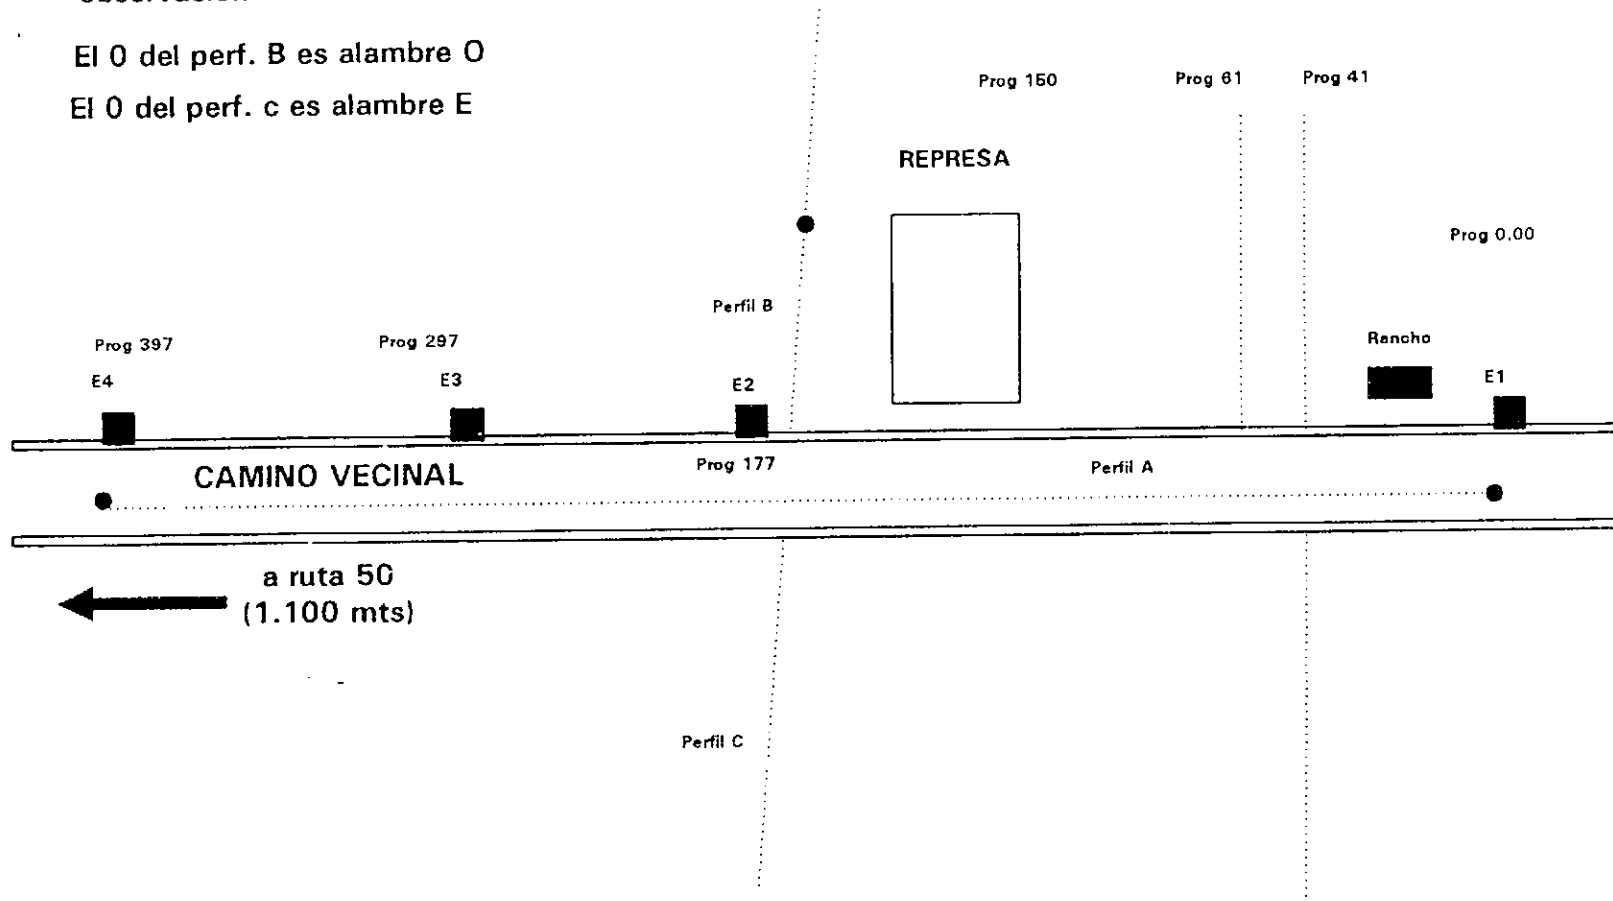 El 0 del perf. B es alambre O
El 0 del perf. c es alambre E
Prog 150
Prog 61
Prog 41
REPRESA
Prog 0.00
Perfil B
Prog 397
Prog 297
Rancho
E4
E3
E2
E1
Prog 177
Perfil A
CAMINO VECINAL
a ruta 50
(1.100 mts)
Perfil C